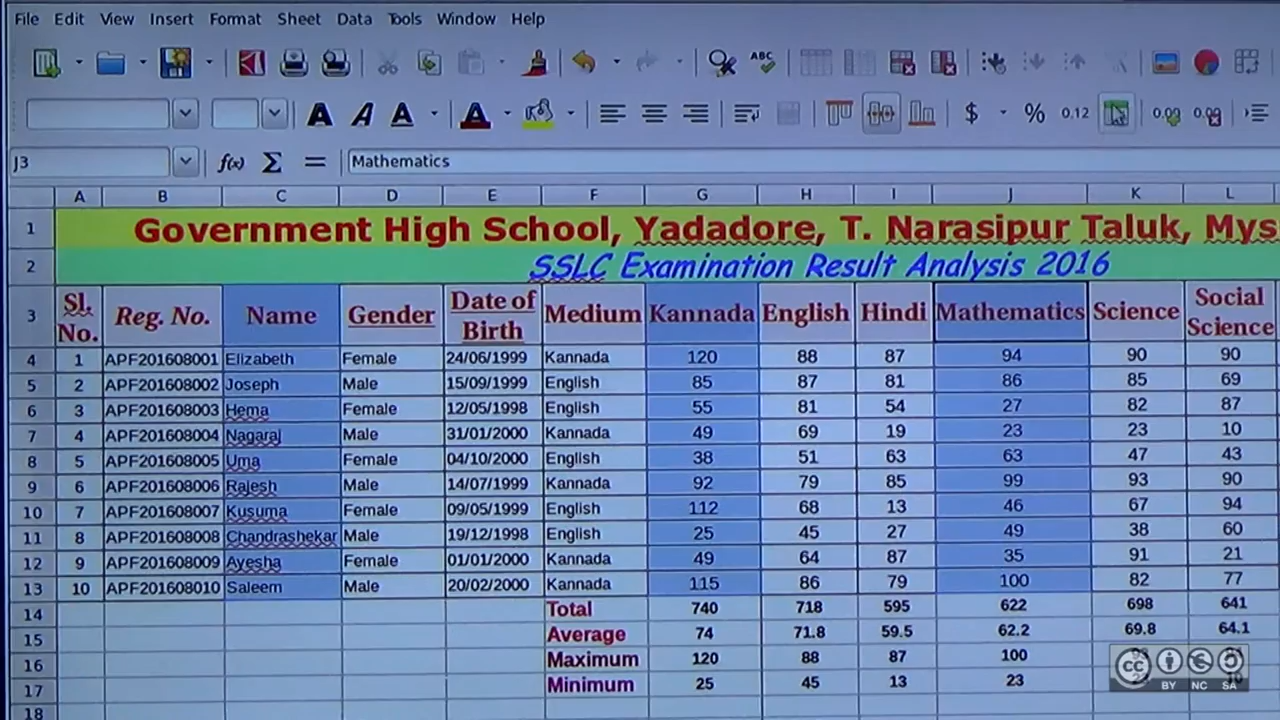 File Edit View Insert Format Sheet Data Tools Window Help
ABC
$ % 0.12
J3 f(x) Σ = Mathematics
A B C D E F G H I J K L
1 Government High School, Yadadore, T. Narasipur Taluk, Mys
2 SSLC Examination Result Analysis 2016
3 Sl. No. Reg. No. Name Gender Date of Birth Medium Kannada English Hindi Mathematics Science Social Science
4 1 APF201608001 Elizabeth Female 24/06/1999 Kannada 120 88 87 94 90 90
5 2 APF201608002 Joseph Male 15/09/1999 English 85 87 81 86 85 69
6 3 APF201608003 Hema Female 12/05/1998 English 55 81 54 27 82 87
7 4 APF201608004 Nagaraj Male 31/01/2000 Kannada 49 69 19 23 23 10
8 5 APF201608005 Uma Female 04/10/2000 English 38 51 63 63 47 43
9 6 APF201608006 Rajesh Male 14/07/1999 Kannada 92 79 85 99 93 90
10 7 APF201608007 Kusuma Female 09/05/1999 English 112 68 13 46 67 94
11 8 APF201608008 Chandrashekar Male 19/12/1998 English 25 45 27 49 38 60
12 9 APF201608009 Ayesha Female 01/01/2000 Kannada 49 64 87 35 91 21
13 10 APF201608010 Saleem Male 20/02/2000 Kannada 115 86 79 100 82 77
14 Total 740 718 595 622 698 641
15 Average 74 71.8 59.5 62.2 69.8 64.1
16 Maximum 120 88 87 100
17 Minimum 25 45 13 23
18
cc BY NC SA